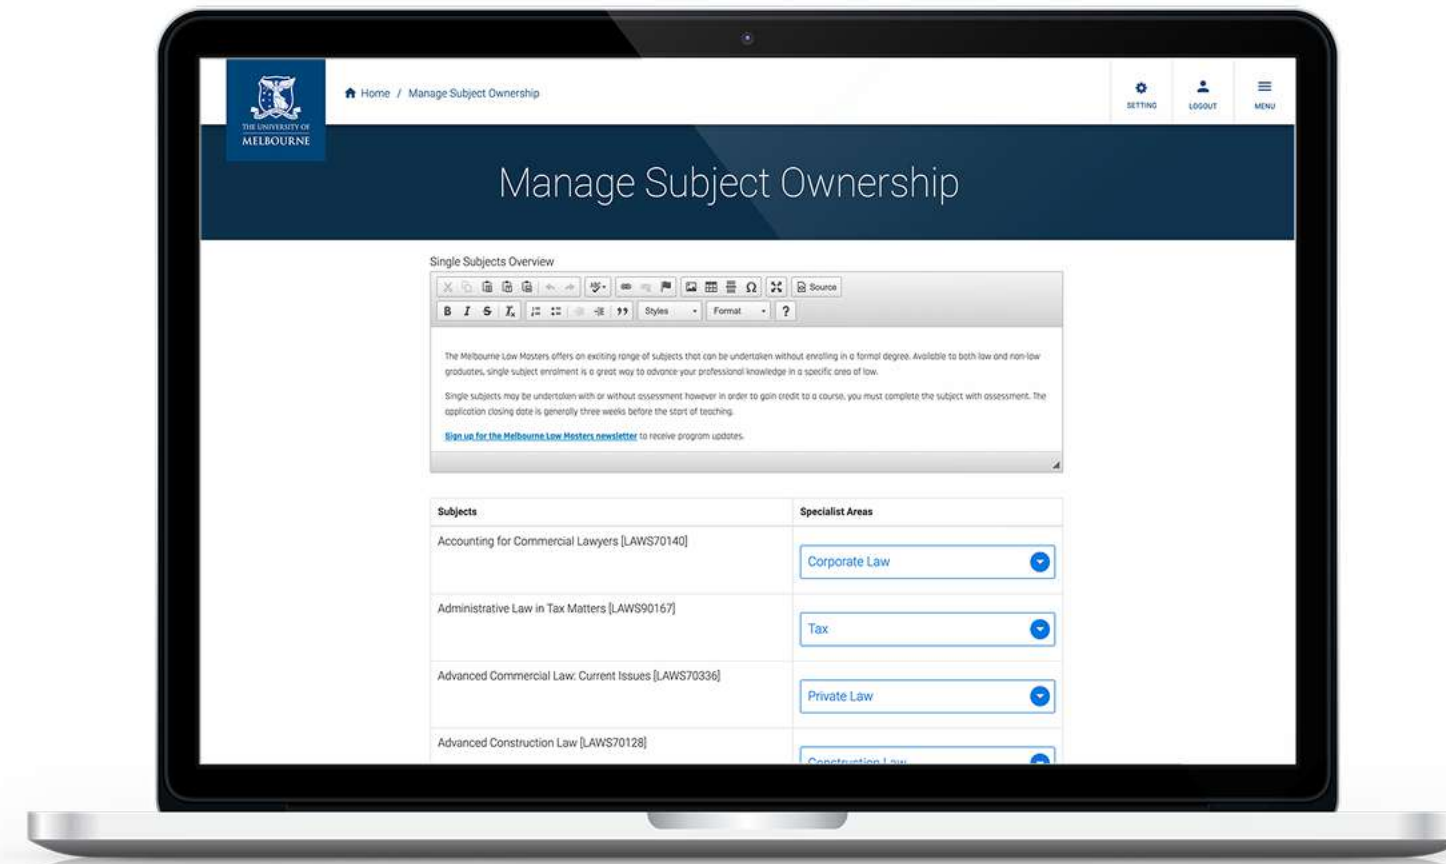 THE UNIVERSITY OF
MELBOURNE
Home / Manage Subject Ownership
SETTING
LOGOUT
MENU
Manage Subject Ownership
Single Subjects Overview
ABC
Ω
Source
B I S Ix
Styles
Format
?
The Melbourne Law Masters offers an exciting range of subjects that can be undertaken without enrolling in a formal degree. Available to both law and non-law
graduates, single subject enrolment is a great way to advance your professional knowledge in a specific area of law.
Single subjects may be undertaken with or without assessment however in order to gain credit to a course, you must complete the subject with assessment. The
application closing date is generally three weeks before the start of teaching.
Sign up for the Melbourne Law Masters newsletter to receive program updates.
Subjects
Specialist Areas
Accounting for Commercial Lawyers [LAWS70140]
Corporate Law
Administrative Law in Tax Matters [LAWS90167]
Tax
Advanced Commercial Law: Current Issues [LAWS70336]
Private Law
Advanced Construction Law [LAWS70128]
Construction Law